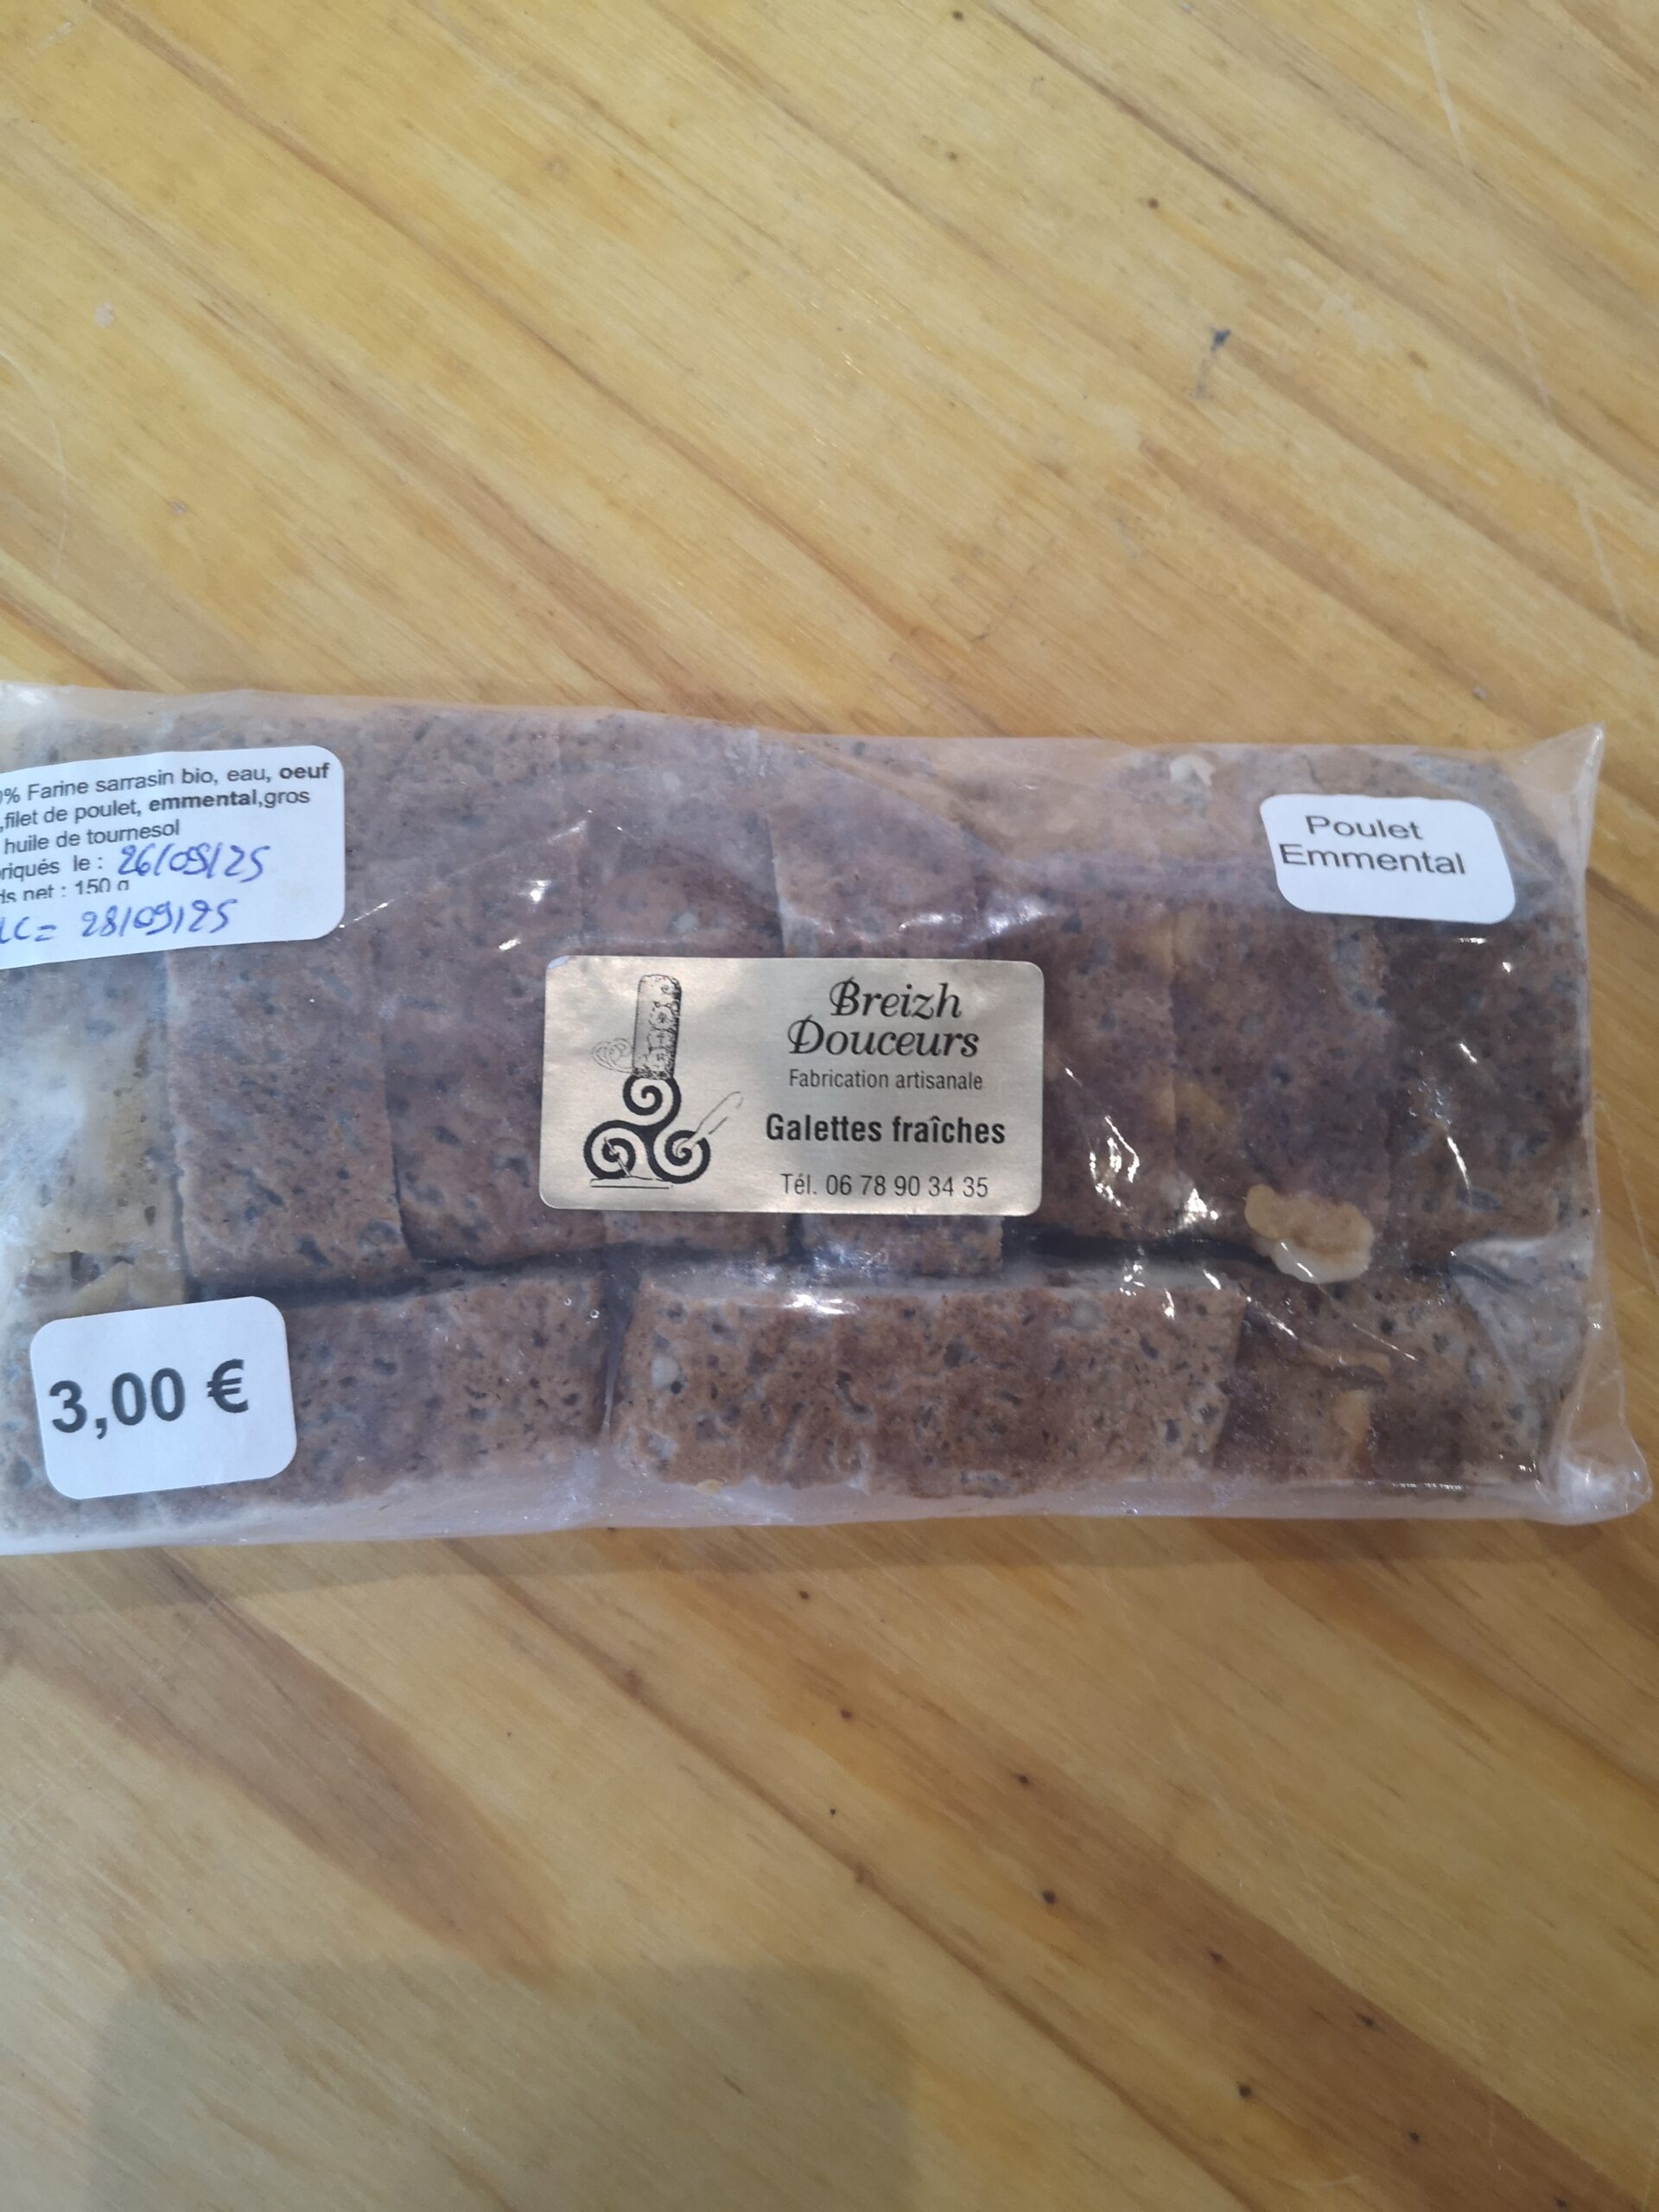 % Farine sarrasin bio, eau, oeuf
,filet de poulet, emmental,gros
huile de tournesol
riqués le : 26/09/25
ds net : 150 g
LC = 28/09/25
Poulet
Emmental
Breizh
Douceurs
Fabrication artisanale
Galettes fraîches
Tél. 06 78 90 34 35
3,00 €